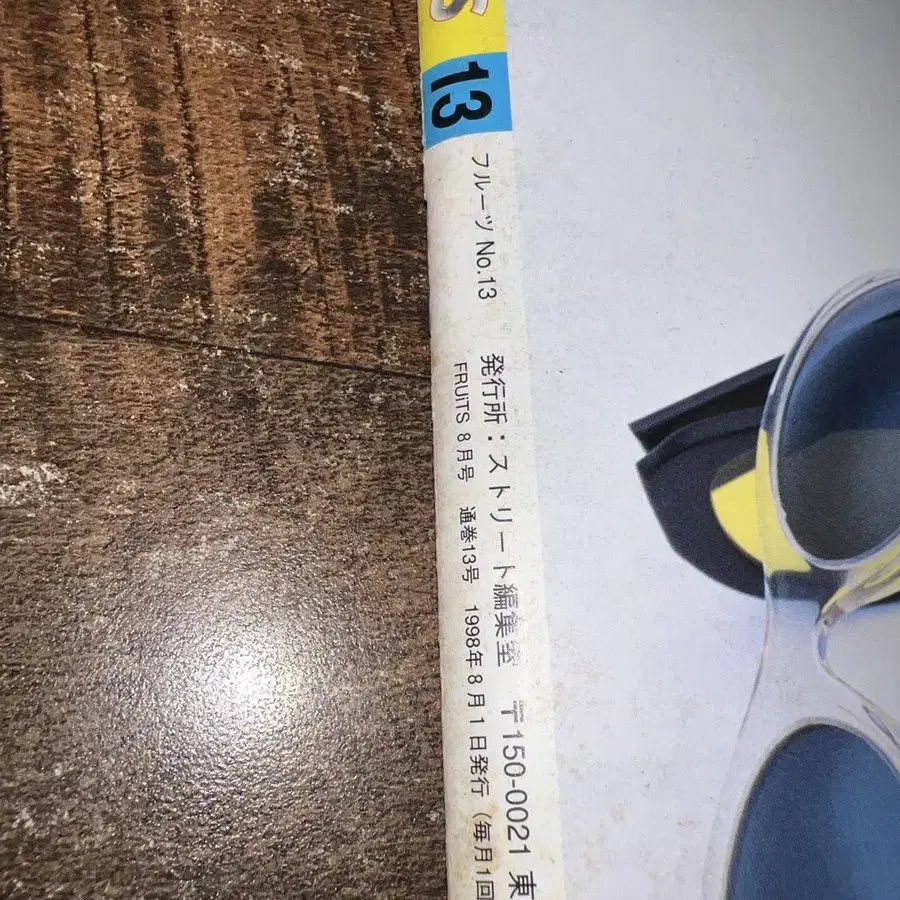 S
13
フルーツ No.13
発行所：ストリート編集室 〒150-0021 東
FRUiTS 8月号 通巻13号 1998年8月1日発行（毎月1回